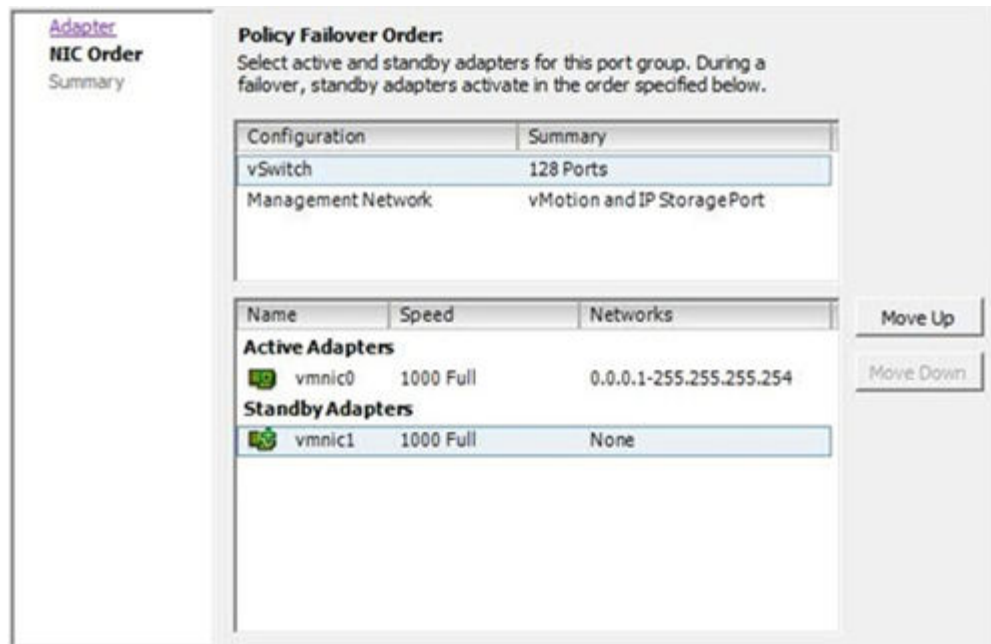 Adapter
NIC Order
Summary
Policy Failover Order:
Select active and standby adapters for this port group. During a
failover, standby adapters activate in the order specified below.
Configuration Summary
vSwitch 128 Ports
Management Network vMotion and IP Storage Port
Name Speed Networks
Active Adapters
vmnic0 1000 Full 0.0.0.1-255.255.255.254
Standby Adapters
vmnic1 1000 Full None
Move Up
Move Down